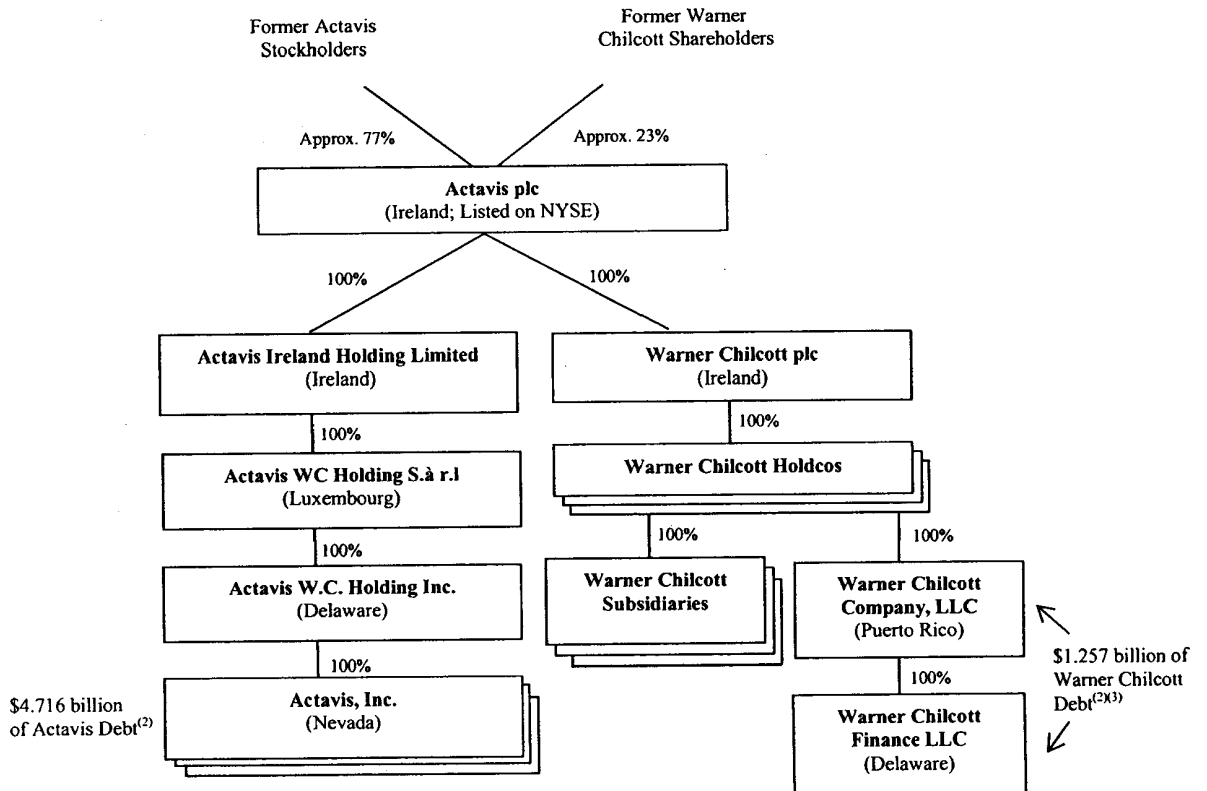 Former Actavis
Stockholders
Former Warner
Chilcott Shareholders
Approx. 77%
Approx. 23%
Actavis plc
(Ireland; Listed on NYSE)
100%
100%
Actavis Ireland Holding Limited
(Ireland)
Warner Chilcott plc
(Ireland)
100%
100%
Actavis WC Holding S.à r.l
(Luxembourg)
Warner Chilcott Holdcos
100%
100%
100%
Actavis W.C. Holding Inc.
(Delaware)
Warner Chilcott
Subsidiaries
Warner Chilcott
Company, LLC
(Puerto Rico)
100%
100%
$1.257 billion of
Warner Chilcott
Debt(2)(3)
$4.716 billion
of Actavis Debt(2)
Actavis, Inc.
(Nevada)
Warner Chilcott
Finance LLC
(Delaware)